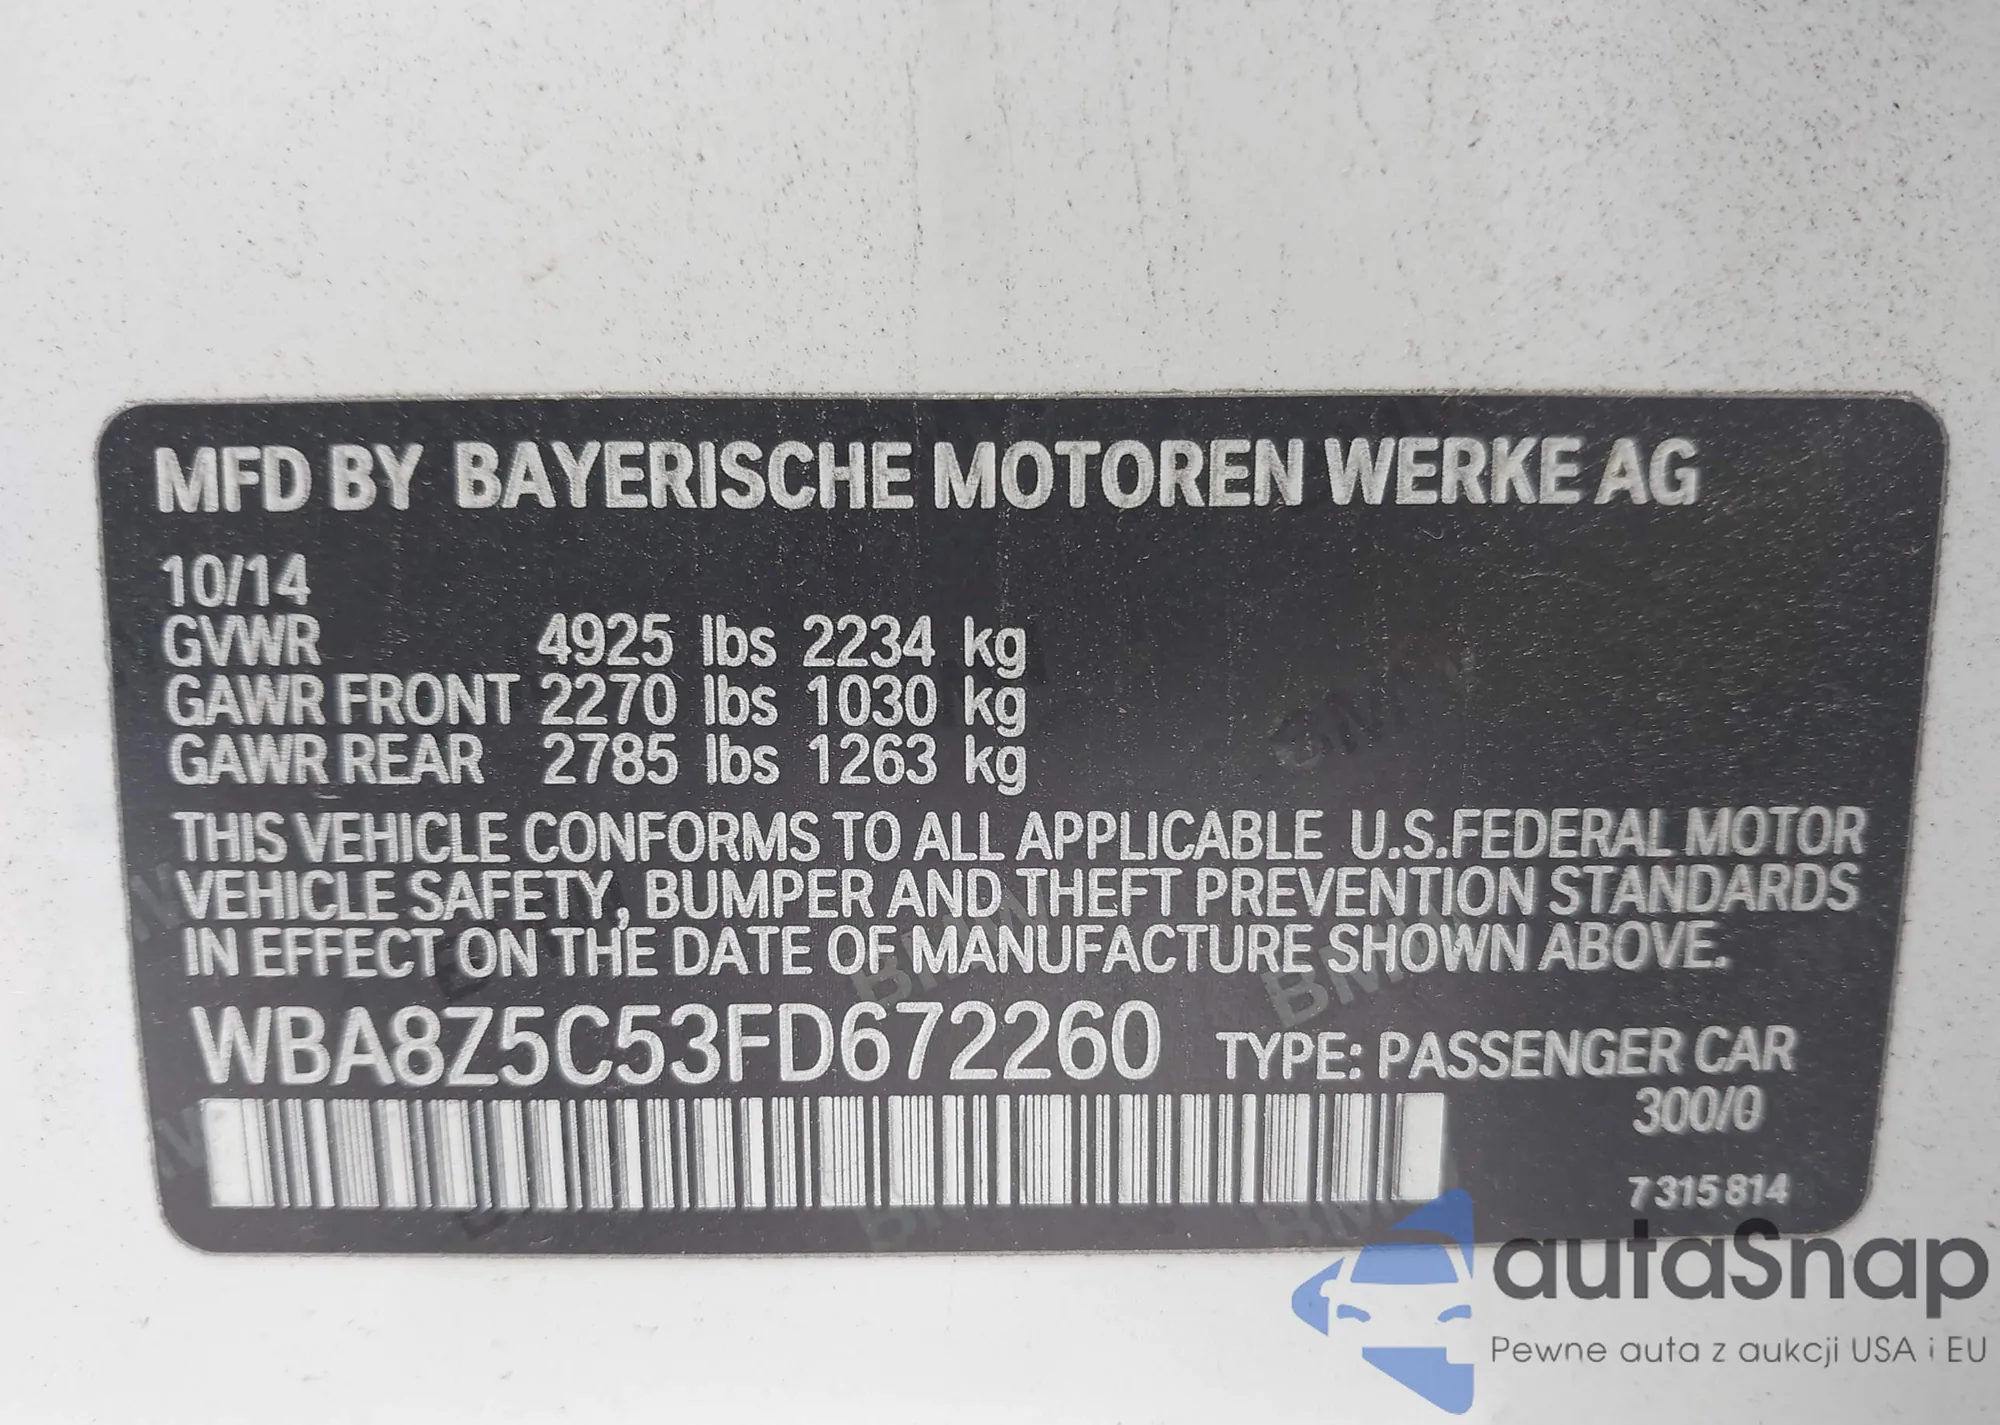 MFD BY BAYERISCHE MOTOREN WERKE AG
10/14
GVWR 4925 lbs 2234 kg
GAWR FRONT 2270 lbs 1030 kg
GAWR REAR 2785 lbs 1263 kg
THIS VEHICLE CONFORMS TO ALL APPLICABLE U.S.FEDERAL MOTOR
VEHICLE SAFETY, BUMPER AND THEFT PREVENTION STANDARDS
IN EFFECT ON THE DATE OF MANUFACTURE SHOWN ABOVE.
WBA8Z5C53FD672260 TYPE: PASSENGER CAR
300/0
7 315 814
autaSnap
Pewne auta z aukcji USA i EU